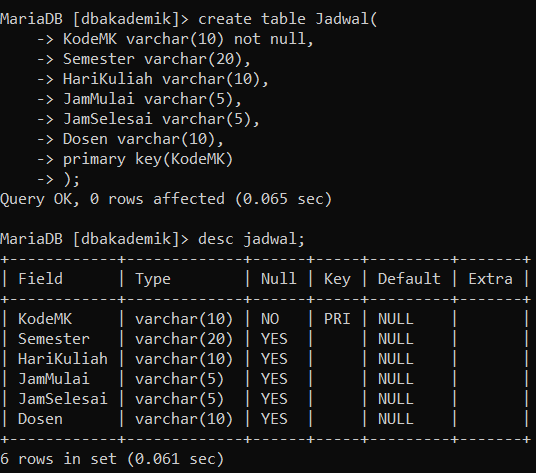 MariaDB [dbakademik]> create table Jadwal(
    -> KodeMK varchar(10) not null,
    -> Semester varchar(20),
    -> HariKuliah varchar(10),
    -> JamMulai varchar(5),
    -> JamSelesai varchar(5),
    -> Dosen varchar(10),
    -> primary key(KodeMK)
    -> );
Query OK, 0 rows affected (0.065 sec)

MariaDB [dbakademik]> desc jadwal;
+------------+-------------+------+-----+---------+-------+
| Field      | Type        | Null | Key | Default | Extra |
+------------+-------------+------+-----+---------+-------+
| KodeMK     | varchar(10) | NO   | PRI | NULL    |       |
| Semester   | varchar(20) | YES  |     | NULL    |       |
| HariKuliah | varchar(10) | YES  |     | NULL    |       |
| JamMulai   | varchar(5)  | YES  |     | NULL    |       |
| JamSelesai | varchar(5)  | YES  |     | NULL    |       |
| Dosen      | varchar(10) | YES  |     | NULL    |       |
+------------+-------------+------+-----+---------+-------+
6 rows in set (0.061 sec)